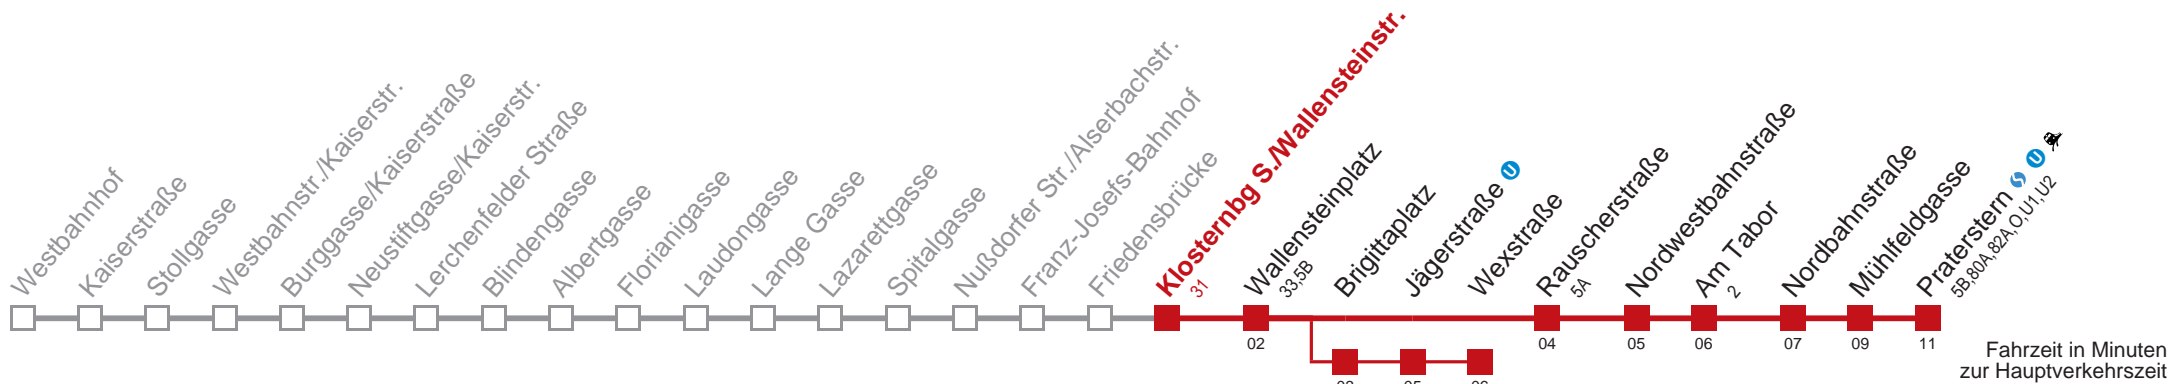 Westbahnhof
Kaiserstraße
Stollgasse
Westbahnstr./Kaiserstr.
Burggasse/Kaiserstraße
Neustiftgasse/Kaiserstr.
Lerchenfelder Straße
Blindengasse
Albertgasse
Florianigasse
Laudongasse
Lange Gasse
Lazarettgasse
Spitalgasse
Nußdorfer Str./Alserbachstr.
Franz-Josefs-Bahnhof
Friedensbrücke
Klosternbg S./Wallensteinstr.
31
Wallensteinplatz
33,5B
Brigittaplatz
Jägerstraße U
Wexstraße
Rauscherstraße
5A
Nordwestbahnstraße
Am Tabor
2
Nordbahnstraße
Mühlfeldgasse
Praterstern S U
5B,80A,82A,O,U1,U2
02
04
05
06
07
09
11
Fahrzeit in Minuten
zur Hauptverkehrszeit